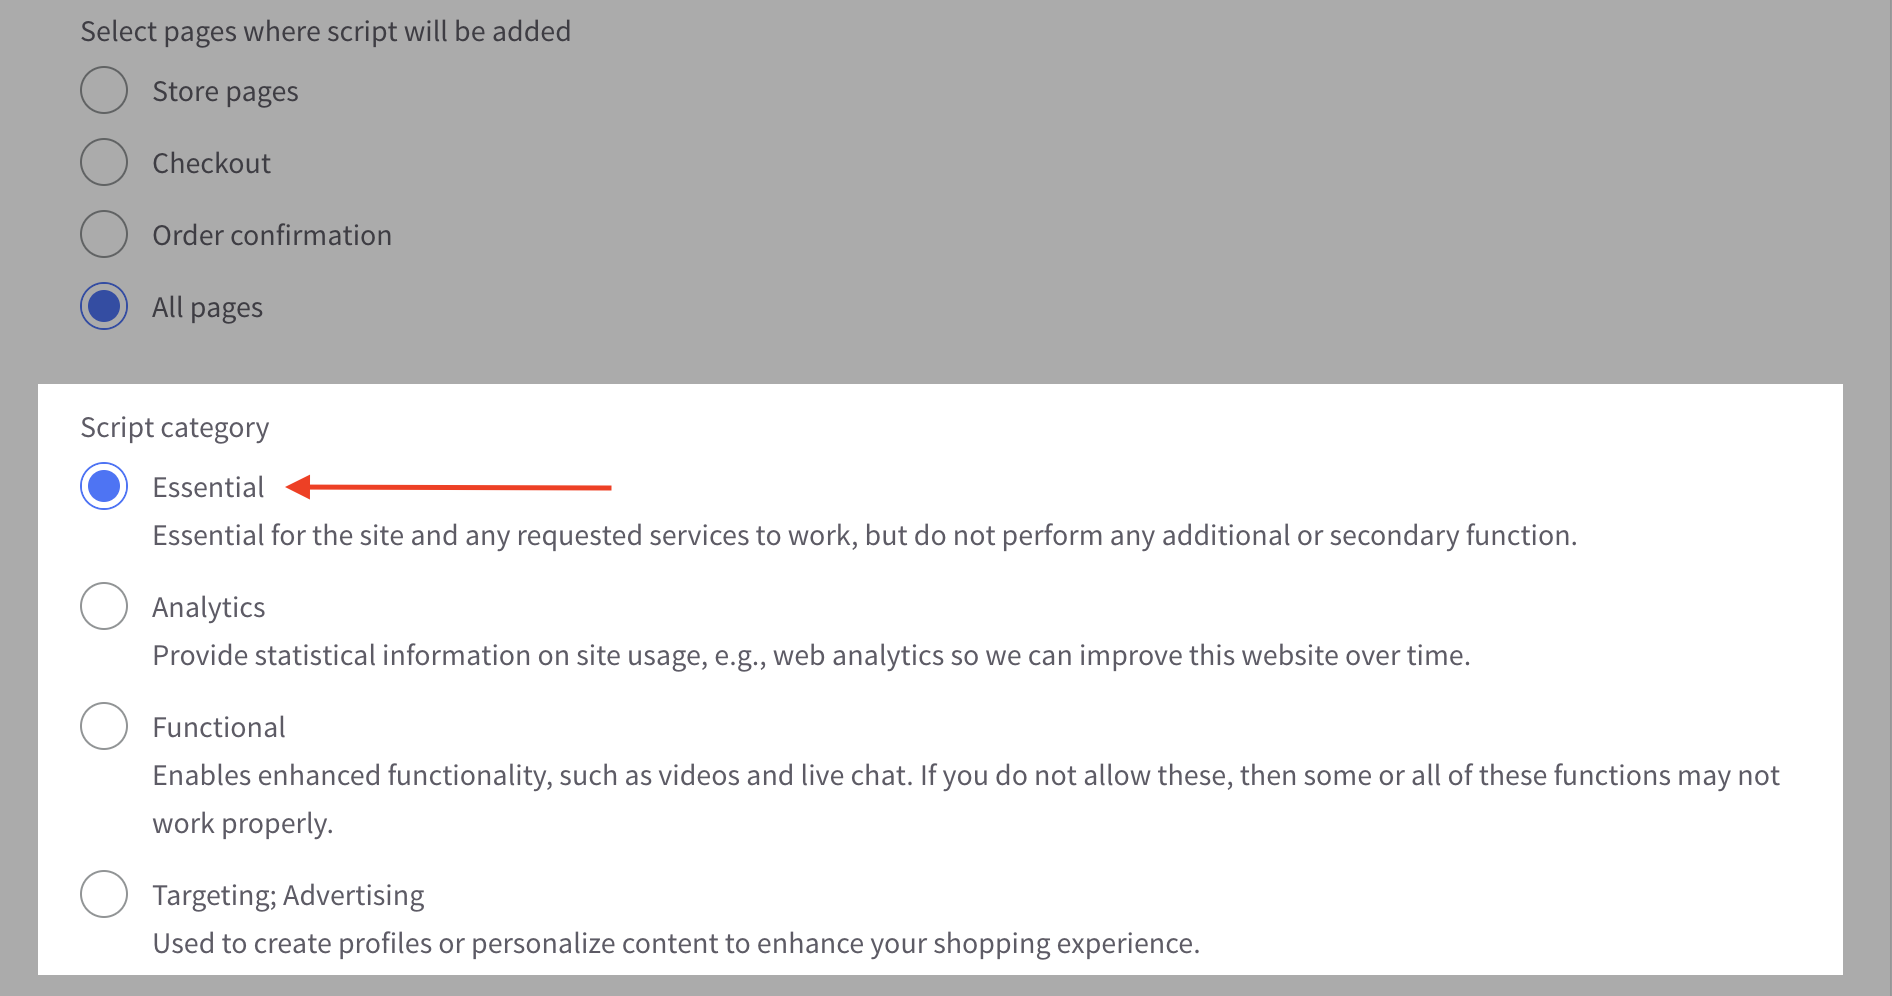 Select pages where script will be added
Store pages
Checkout
Order confirmation
All pages
Script category
Essential
Essential for the site and any requested services to work, but do not perform any additional or secondary function.
Analytics
Provide statistical information on site usage, e.g., web analytics so we can improve this website over time.
Functional
Enables enhanced functionality, such as videos and live chat. If you do not allow these, then some or all of these functions may not
work properly.
Targeting; Advertising
Used to create profiles or personalize content to enhance your shopping experience.